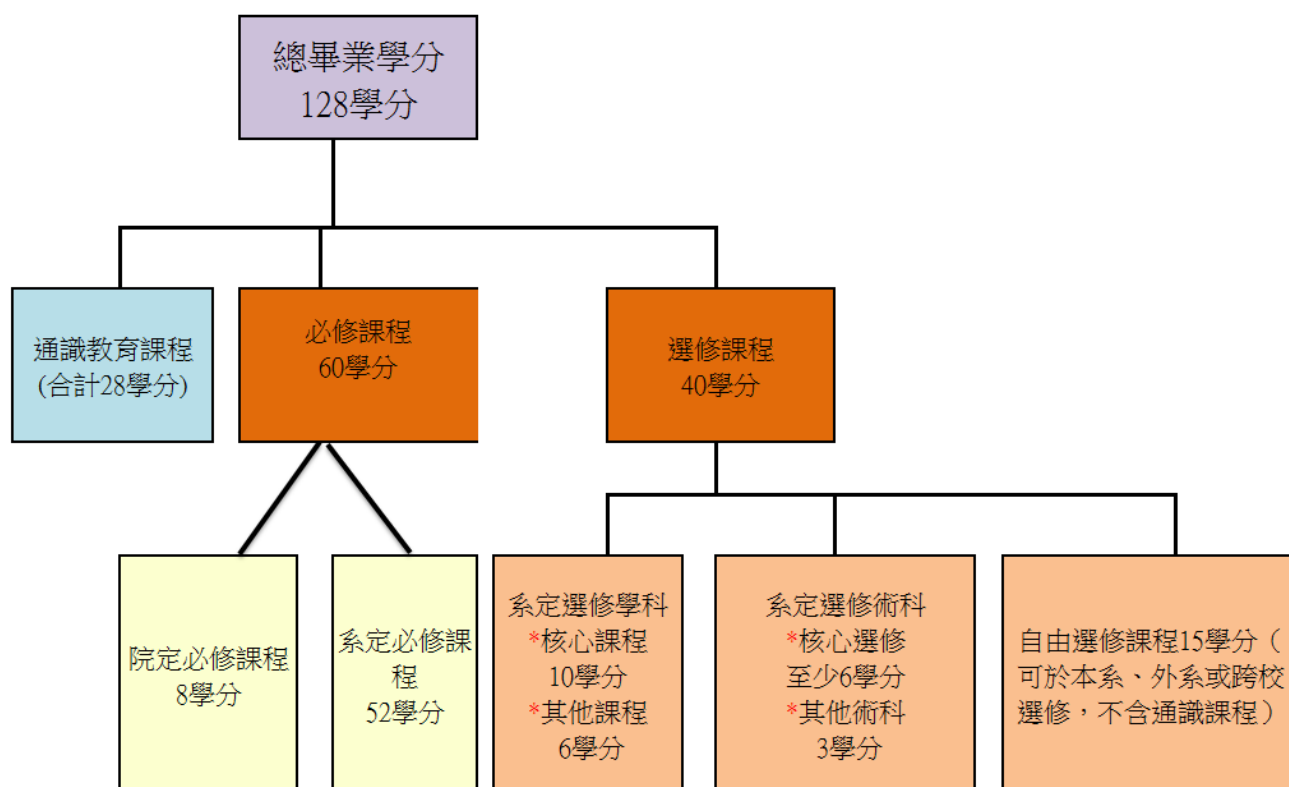 總畢業學分
128學分
通識教育課程
(合計28學分)
必修課程
60學分
選修課程
40學分
院定必修課程
8學分
系定必修課
程
52學分
系定選修學科
*核心課程
10學分
*其他課程
6學分
系定選修術科
*核心選修
至少6學分
*其他術科
3學分
自由選修課程15學分（
可於本系、外系或跨校
選修，不含通識課程）